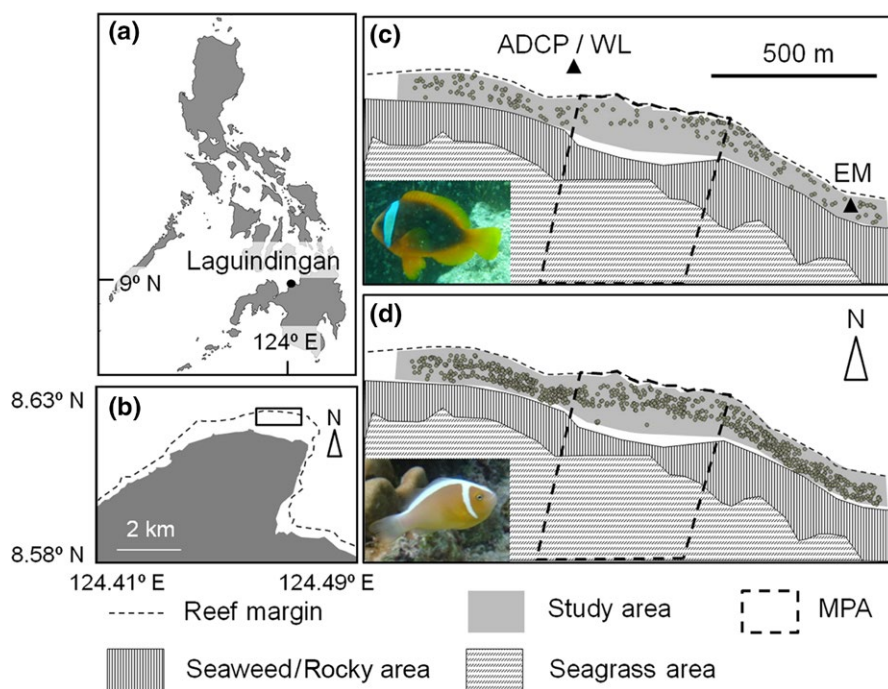 (a)
Laguindingan
9º N
124º E
(b)
N
2 km
8.63º N
8.58º N
124.41º E
124.49º E
(c)
ADCP / WL
500 m
EM
(d)
N
Reef margin
Study area
MPA
Seaweed/Rocky area
Seagrass area